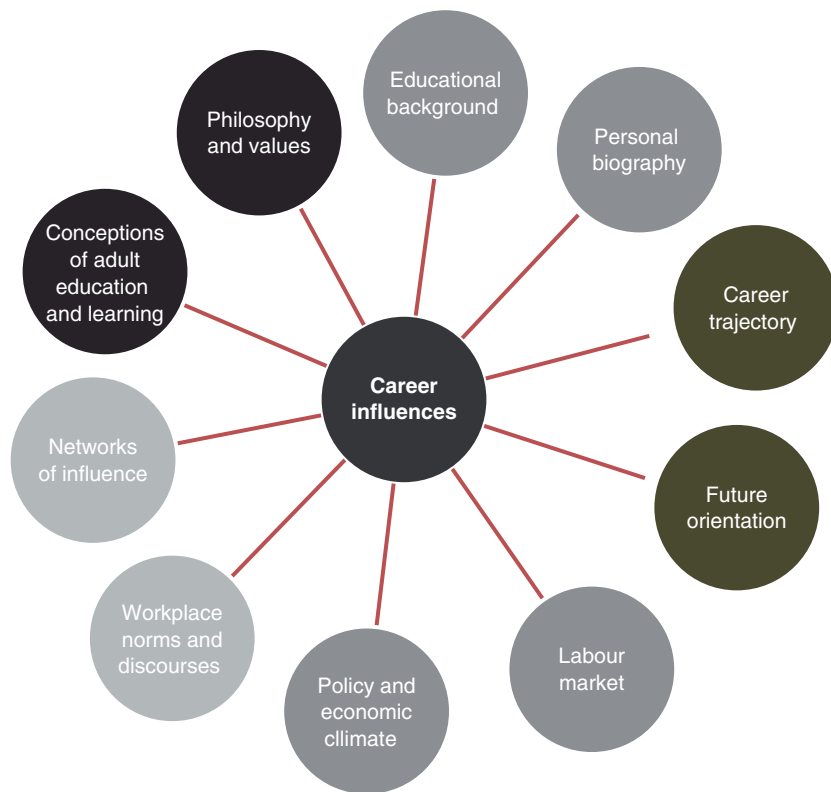 Educational
background
Philosophy
and values
Personal
biography
Conceptions
of adult
education
and learning
Career
trajectory
Career
influences
Networks
of influence
Future
orientation
Workplace
norms and
discourses
Labour
market
Policy and
economic
cllimate